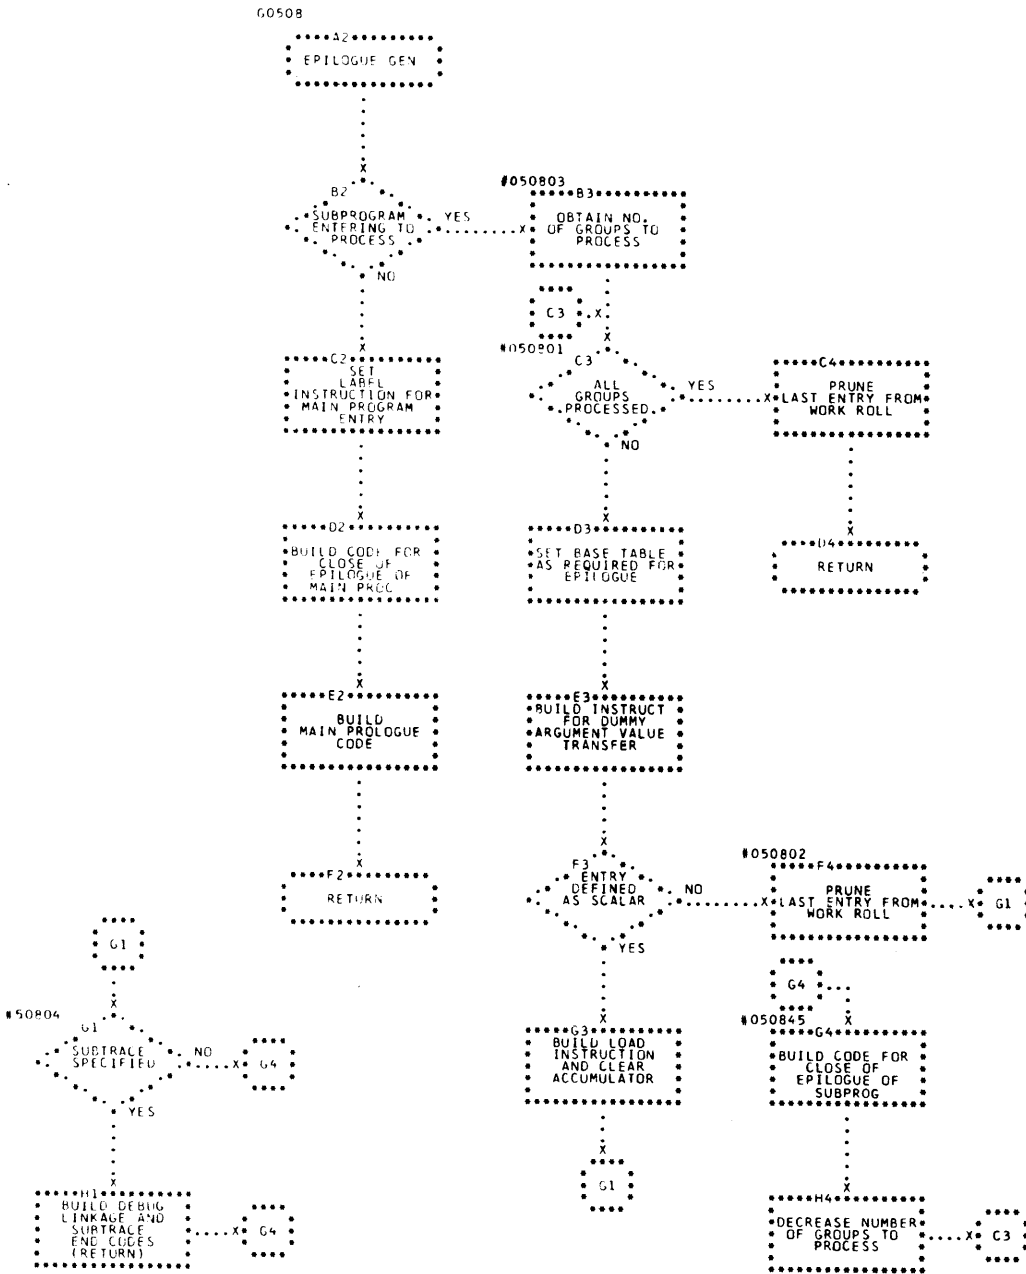 G0508
A2
EPILOGUE GEN
B2
SUBPROGRAM
ENTERING TO
PROCESS
YES
NO
#050803
B3
OBTAIN NO.
OF GROUPS TO
PROCESS
C3
#050801
C2
SET
LABEL
INSTRUCTION FOR
MAIN PROGRAM
ENTRY
C3
ALL
GROUPS
PROCESSED
YES
NO
C4
PRUNE
LAST ENTRY FROM
WORK ROLL
D2
BUILD CODE FOR
CLOSE OF
EPILOGUE OF
MAIN PROC
D3
SET BASE TABLE
AS REQUIRED FOR
EPILOGUE
D4
RETURN
E2
BUILD
MAIN PROLOGUE
CODE
E3
BUILD INSTRUCT
FOR DUMMY
ARGUMENT VALUE
TRANSFER
F2
RETURN
F3
ENTRY
DEFINED
AS SCALAR
NO
YES
#050802
F4
PRUNE
LAST ENTRY FROM
WORK ROLL
G1
G1
#50804
G1
SUBTRACE
SPECIFIED
NO
G4
YES
G3
BUILD LOAD
INSTRUCTION
AND CLEAR
ACCUMULATOR
G1
G4
#050845
G4
BUILD CODE FOR
CLOSE OF
EPILOGUE OF
SUBPROG
H1
BUILD DEBUG
LINKAGE AND
SUBTRACE
END CODES
(RETURN)
G4
H4
DECREASE NUMBER
OF GROUPS TO
PROCESS
C3